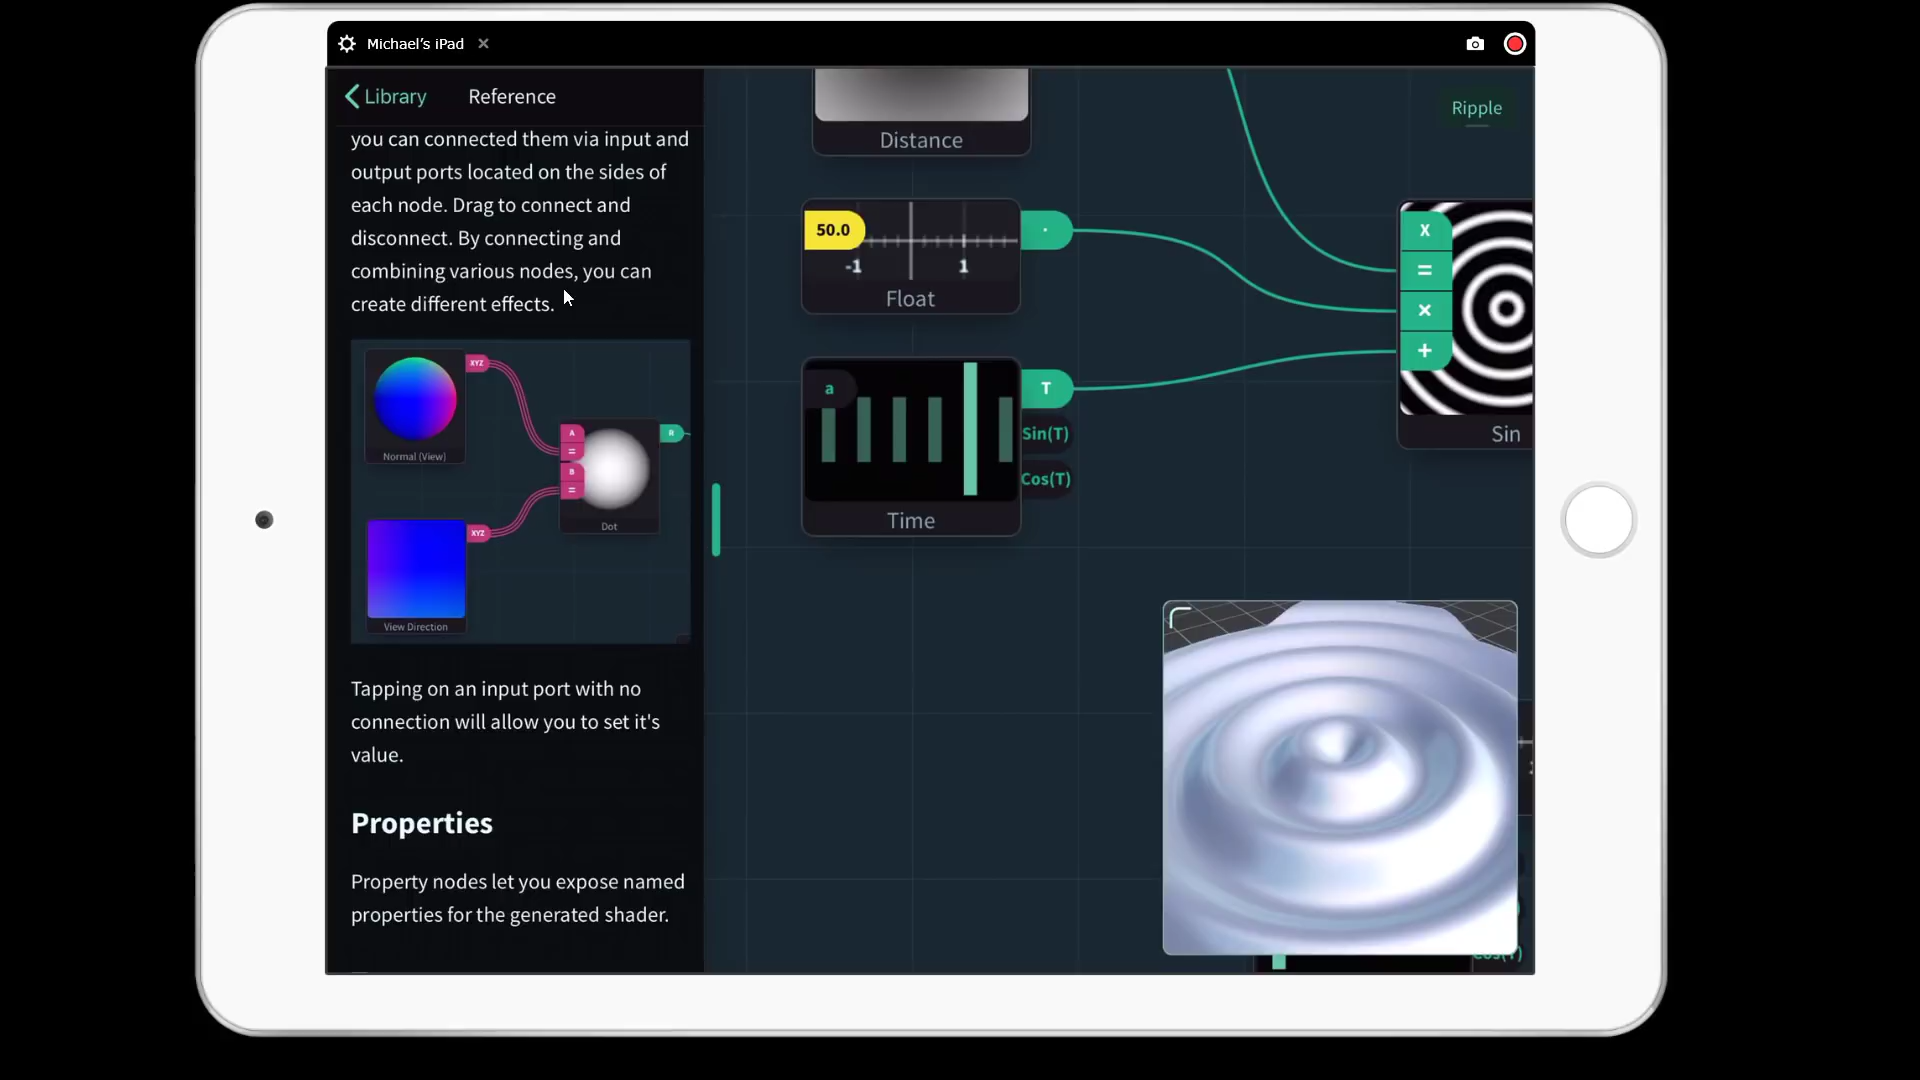 Michael's iPad
Library
Reference
you can connected them via input and
output ports located on the sides of
each node. Drag to connect and
disconnect. By connecting and
combining various nodes, you can
create different effects.
XYZ
Normal (View)
A
=
B
=
R
Dot
XYZ
View Direction
Tapping on an input port with no
connection will allow you to set it's
value.
Properties
Property nodes let you expose named
properties for the generated shader.
Ripple
Distance
50.0
-1
1
Float
a
T
Sin(T)
Cos(T)
Time
X
=
×
+
Sin
Cos(T)